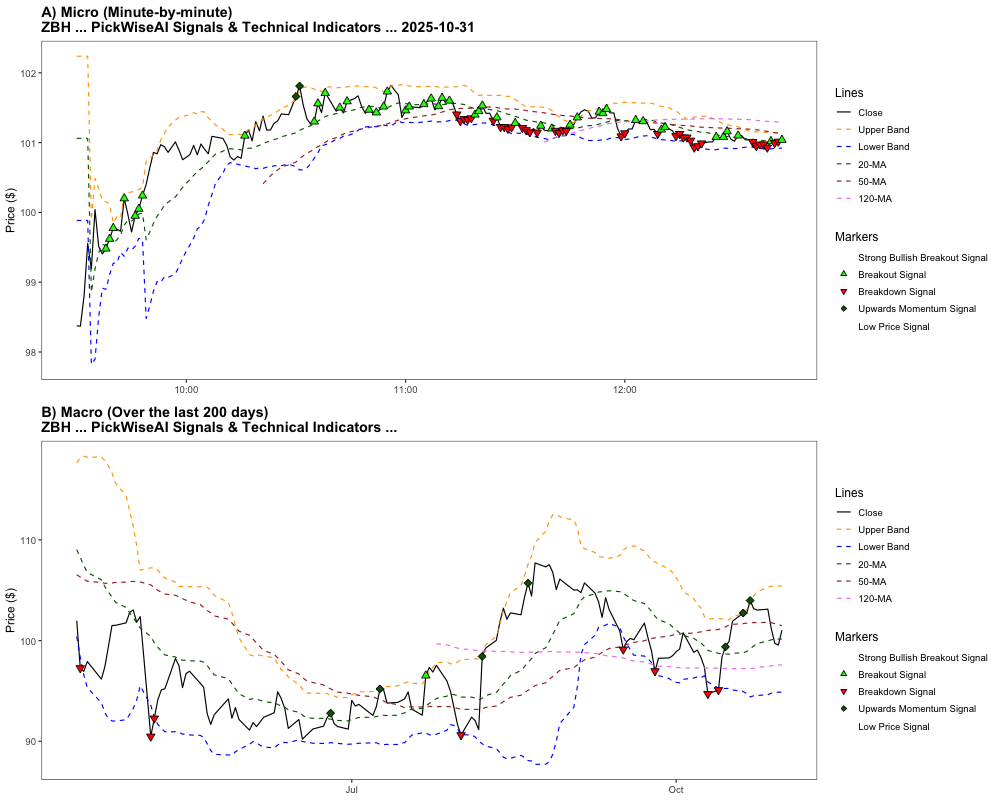 A) Micro (Minute-by-minute)
ZBH ... PickWiseAI Signals & Technical Indicators ... 2025-10-31
Price ($)
102
101
100
99
98
10:00
11:00
12:00
Lines
Close
Upper Band
Lower Band
20-MA
50-MA
120-MA
Markers
Strong Bullish Breakout Signal
Breakout Signal
Breakdown Signal
Upwards Momentum Signal
Low Price Signal
B) Macro (Over the last 200 days)
ZBH ... PickWiseAI Signals & Technical Indicators ...
Price ($)
110
100
90
Jul
Oct
Lines
Close
Upper Band
Lower Band
20-MA
50-MA
120-MA
Markers
Strong Bullish Breakout Signal
Breakout Signal
Breakdown Signal
Upwards Momentum Signal
Low Price Signal